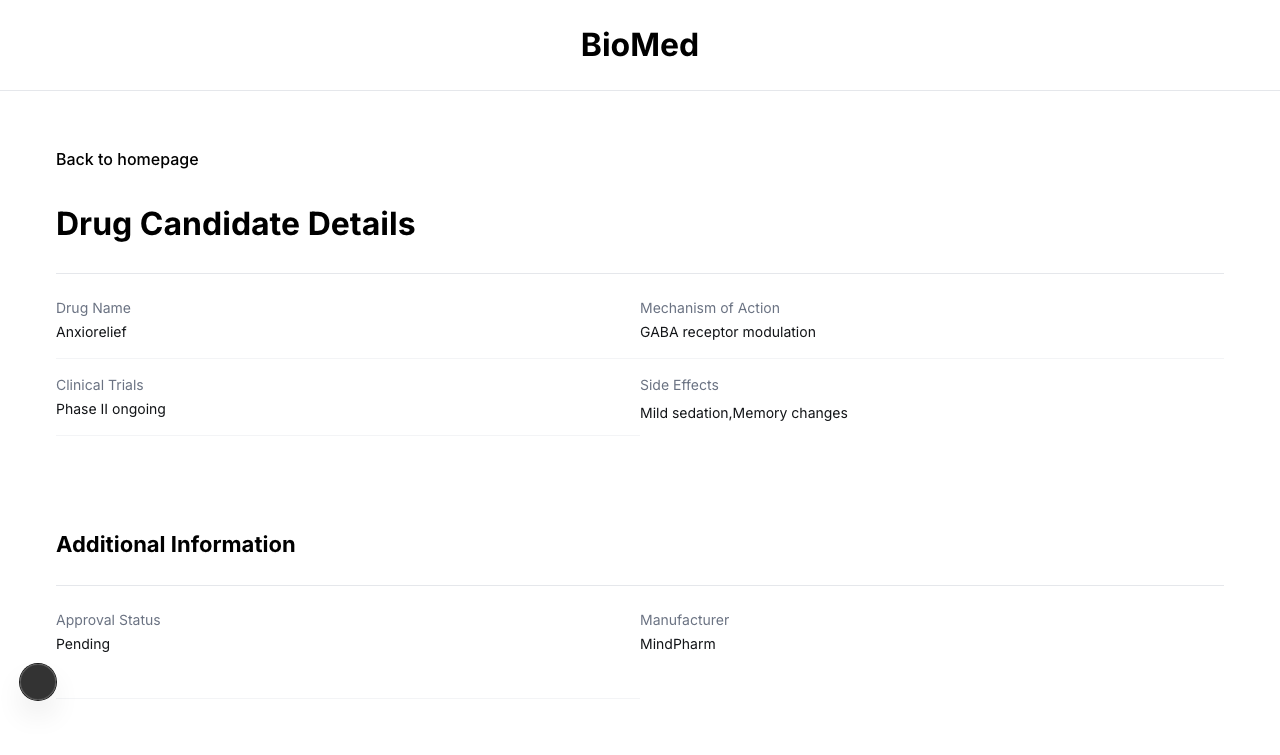 BioMed
Back to homepage
Drug Candidate Details
Drug Name
Anxiorelief
Mechanism of Action
GABA receptor modulation
Clinical Trials
Phase II ongoing
Side Effects
Mild sedation,Memory changes
Additional Information
Approval Status
Pending
Manufacturer
MindPharm